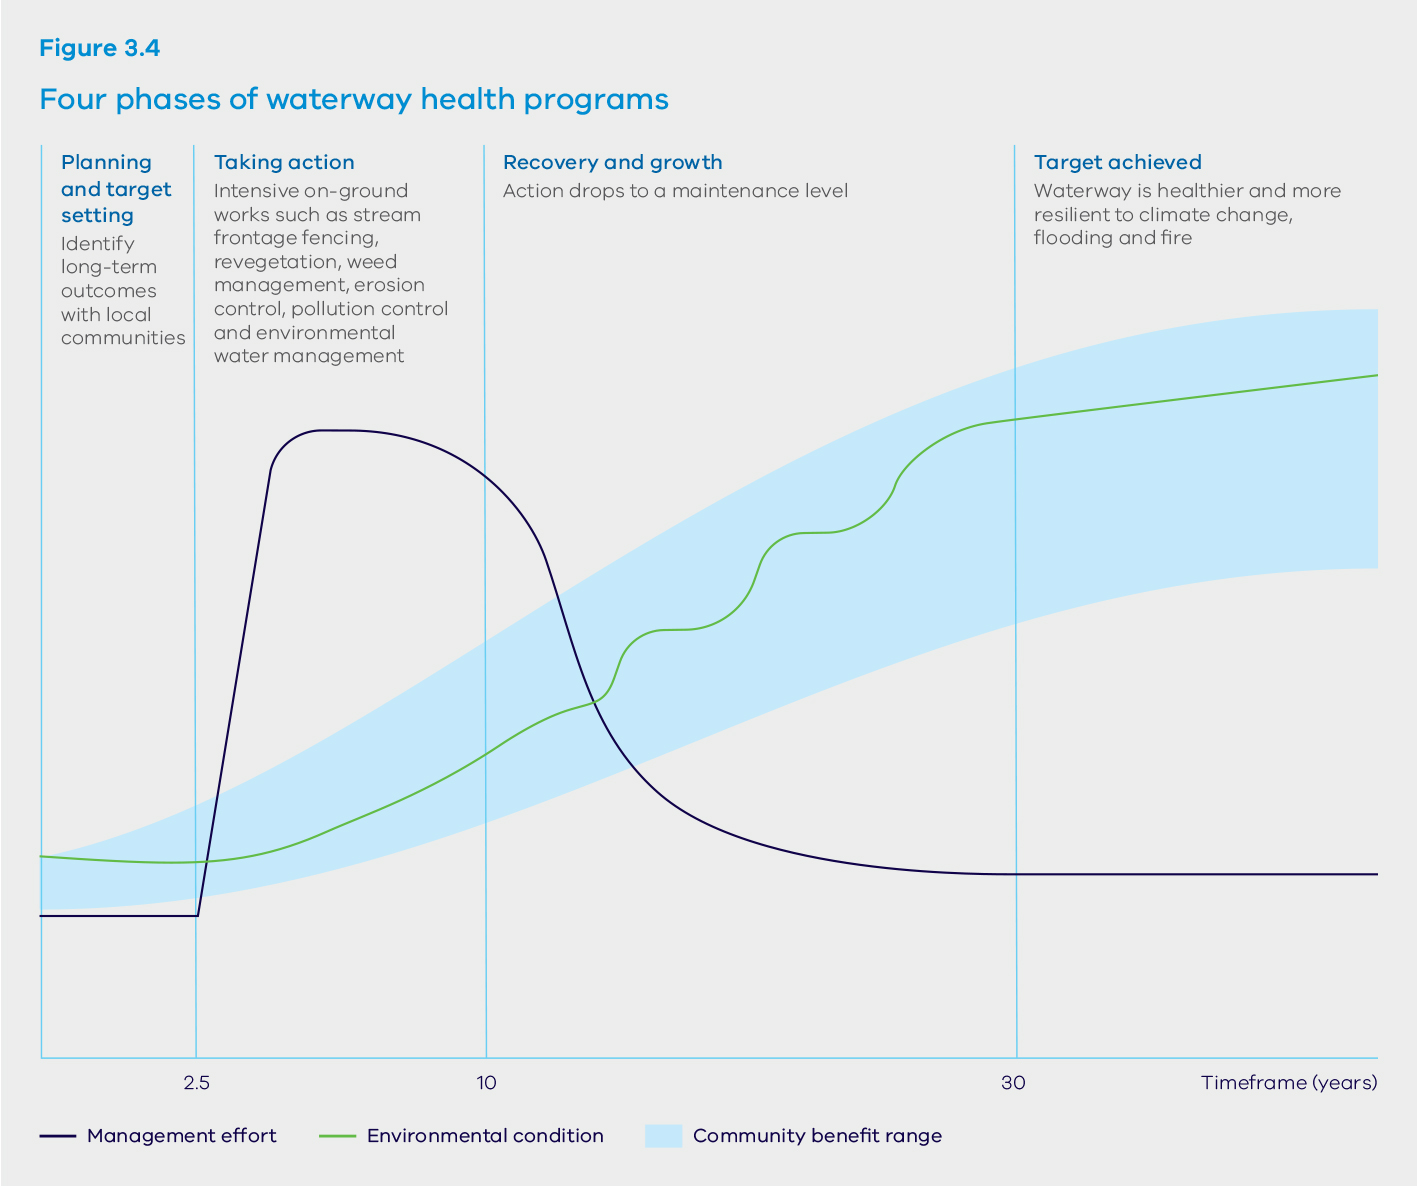 Figure 3.4
Four phases of waterway health programs
Planning
and target
setting
Identify
long-term
outcomes
with local
communities
Taking action
Intensive on-ground
works such as stream
frontage fencing,
revegetation, weed
management, erosion
control, pollution control
and environmental
water management
Recovery and growth
Action drops to a maintenance level
Target achieved
Waterway is healthier and more
resilient to climate change,
flooding and fire
2.5
10
30
Timeframe (years)
Management effort
Environmental condition
Community benefit range